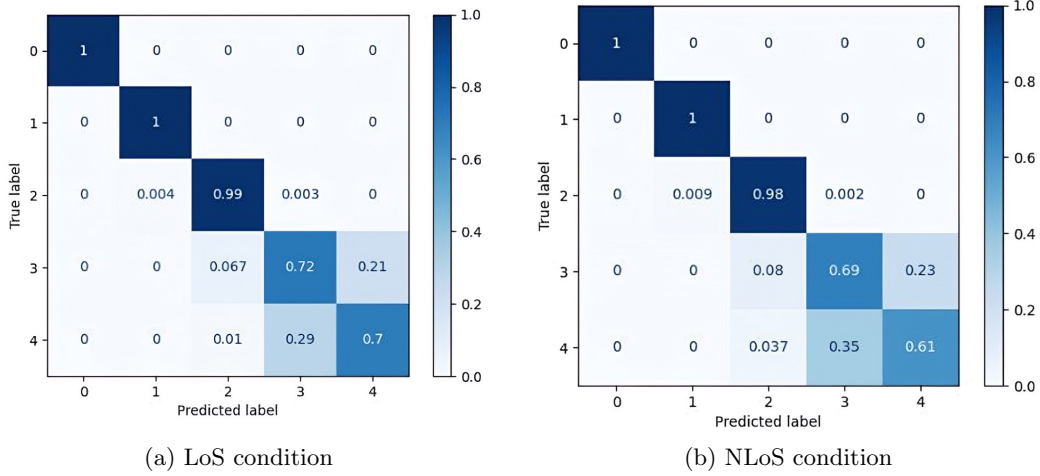 0 1 0 0 0 0
1 0 1 0 0 0
2 0 0.004 0.99 0.003 0
3 0 0 0.067 0.72 0.21
4 0 0 0.01 0.29 0.7
0 1 2 3 4
Predicted label
True label
1.0
0.8
0.6
0.4
0.2
0.0
(a) LoS condition
0 1 0 0 0 0
1 0 1 0 0 0
2 0 0.009 0.98 0.002 0
3 0 0 0.08 0.69 0.23
4 0 0 0.037 0.35 0.61
0 1 2 3 4
Predicted label
True label
1.0
0.8
0.6
0.4
0.2
0.0
(b) NLoS condition